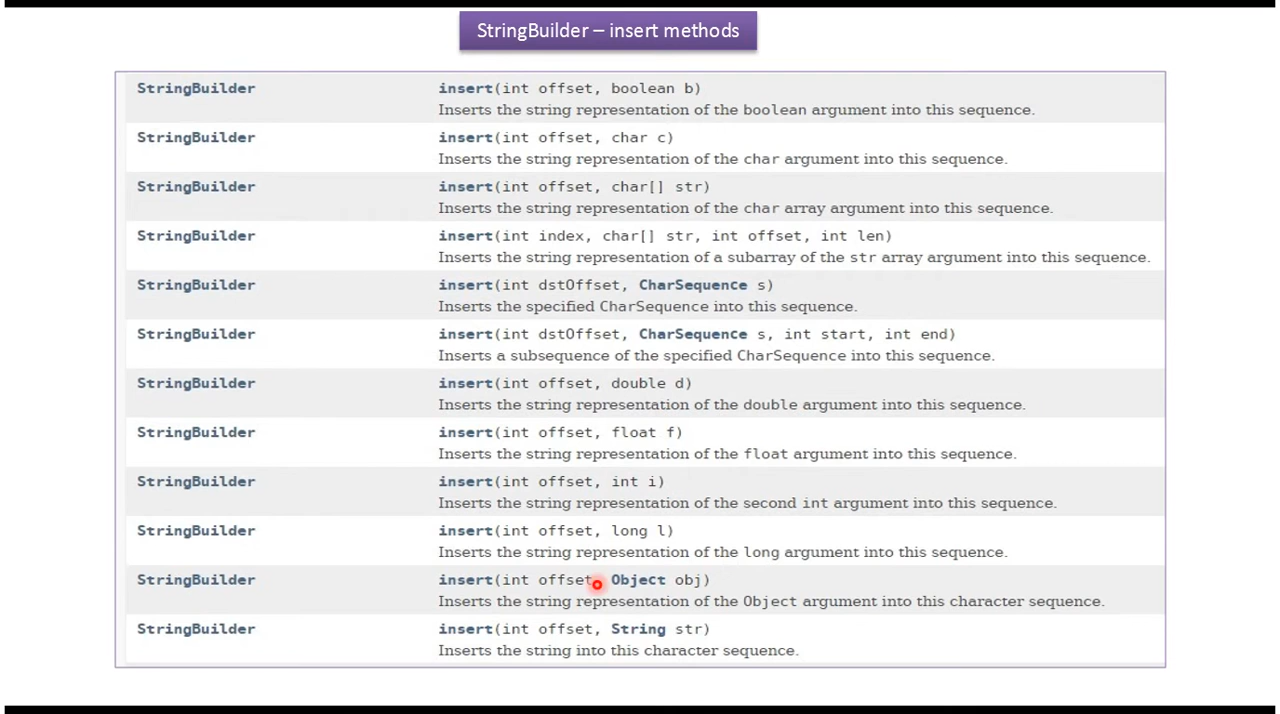 StringBuilder – insert methods
StringBuilder insert(int offset, boolean b)
Inserts the string representation of the boolean argument into this sequence.
StringBuilder insert(int offset, char c)
Inserts the string representation of the char argument into this sequence.
StringBuilder insert(int offset, char[] str)
Inserts the string representation of the char array argument into this sequence.
StringBuilder insert(int index, char[] str, int offset, int len)
Inserts the string representation of a subarray of the str array argument into this sequence.
StringBuilder insert(int dstOffset, CharSequence s)
Inserts the specified CharSequence into this sequence.
StringBuilder insert(int dstOffset, CharSequence s, int start, int end)
Inserts a subsequence of the specified CharSequence into this sequence.
StringBuilder insert(int offset, double d)
Inserts the string representation of the double argument into this sequence.
StringBuilder insert(int offset, float f)
Inserts the string representation of the float argument into this sequence.
StringBuilder insert(int offset, int i)
Inserts the string representation of the second int argument into this sequence.
StringBuilder insert(int offset, long l)
Inserts the string representation of the long argument into this sequence.
StringBuilder insert(int offset, Object obj)
Inserts the string representation of the Object argument into this character sequence.
StringBuilder insert(int offset, String str)
Inserts the string into this character sequence.